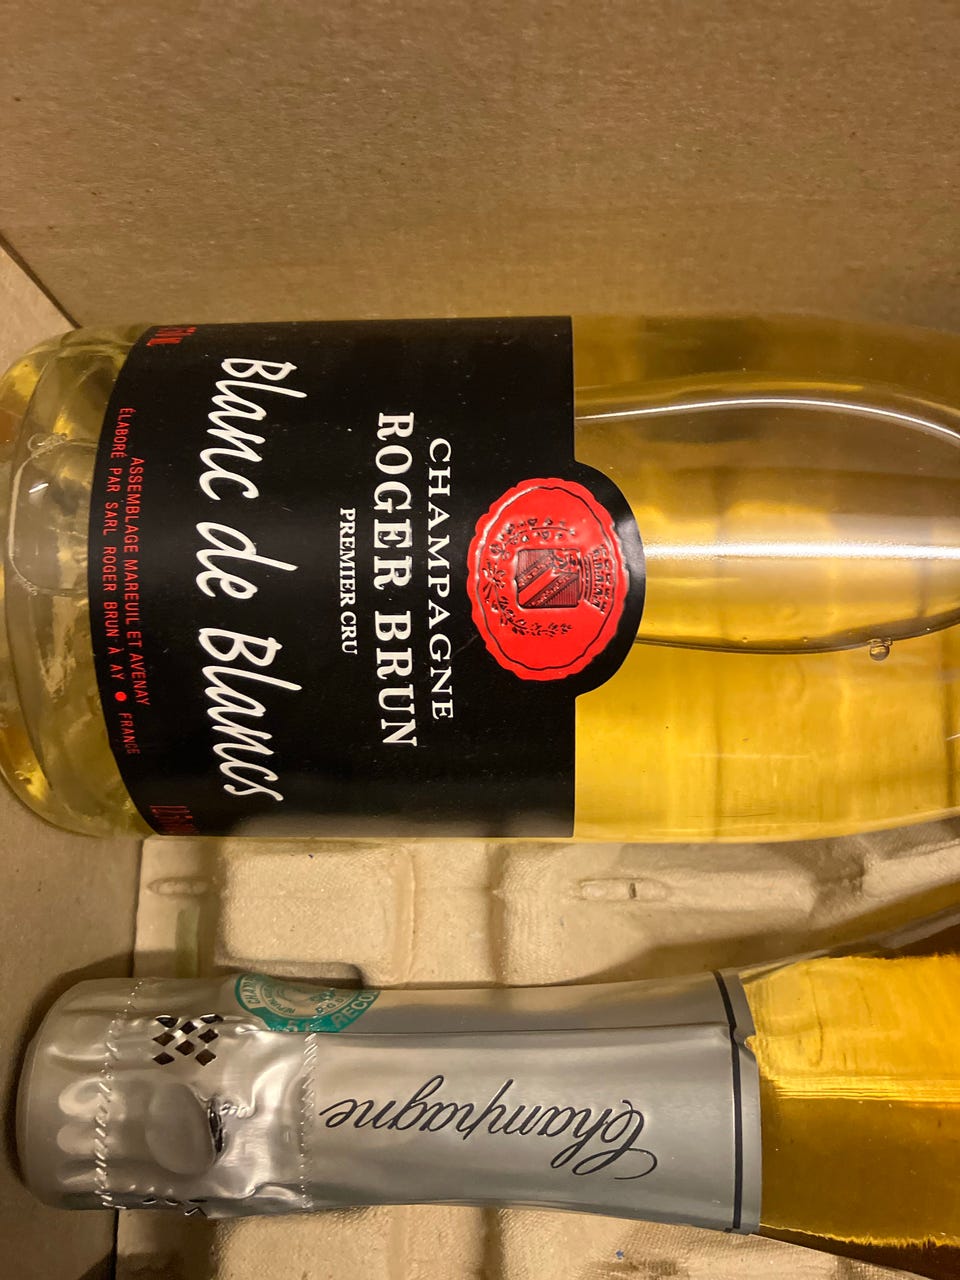 CHAMPAGNE
ROGER BRUN
PREMIER CRU
Blanc de Blancs
ASSEMBLAGE MAREUIL ET AVENAY
ÉLABORÉ PAR SARL ROGER BRUN À AY ● FRANCE
Champagne